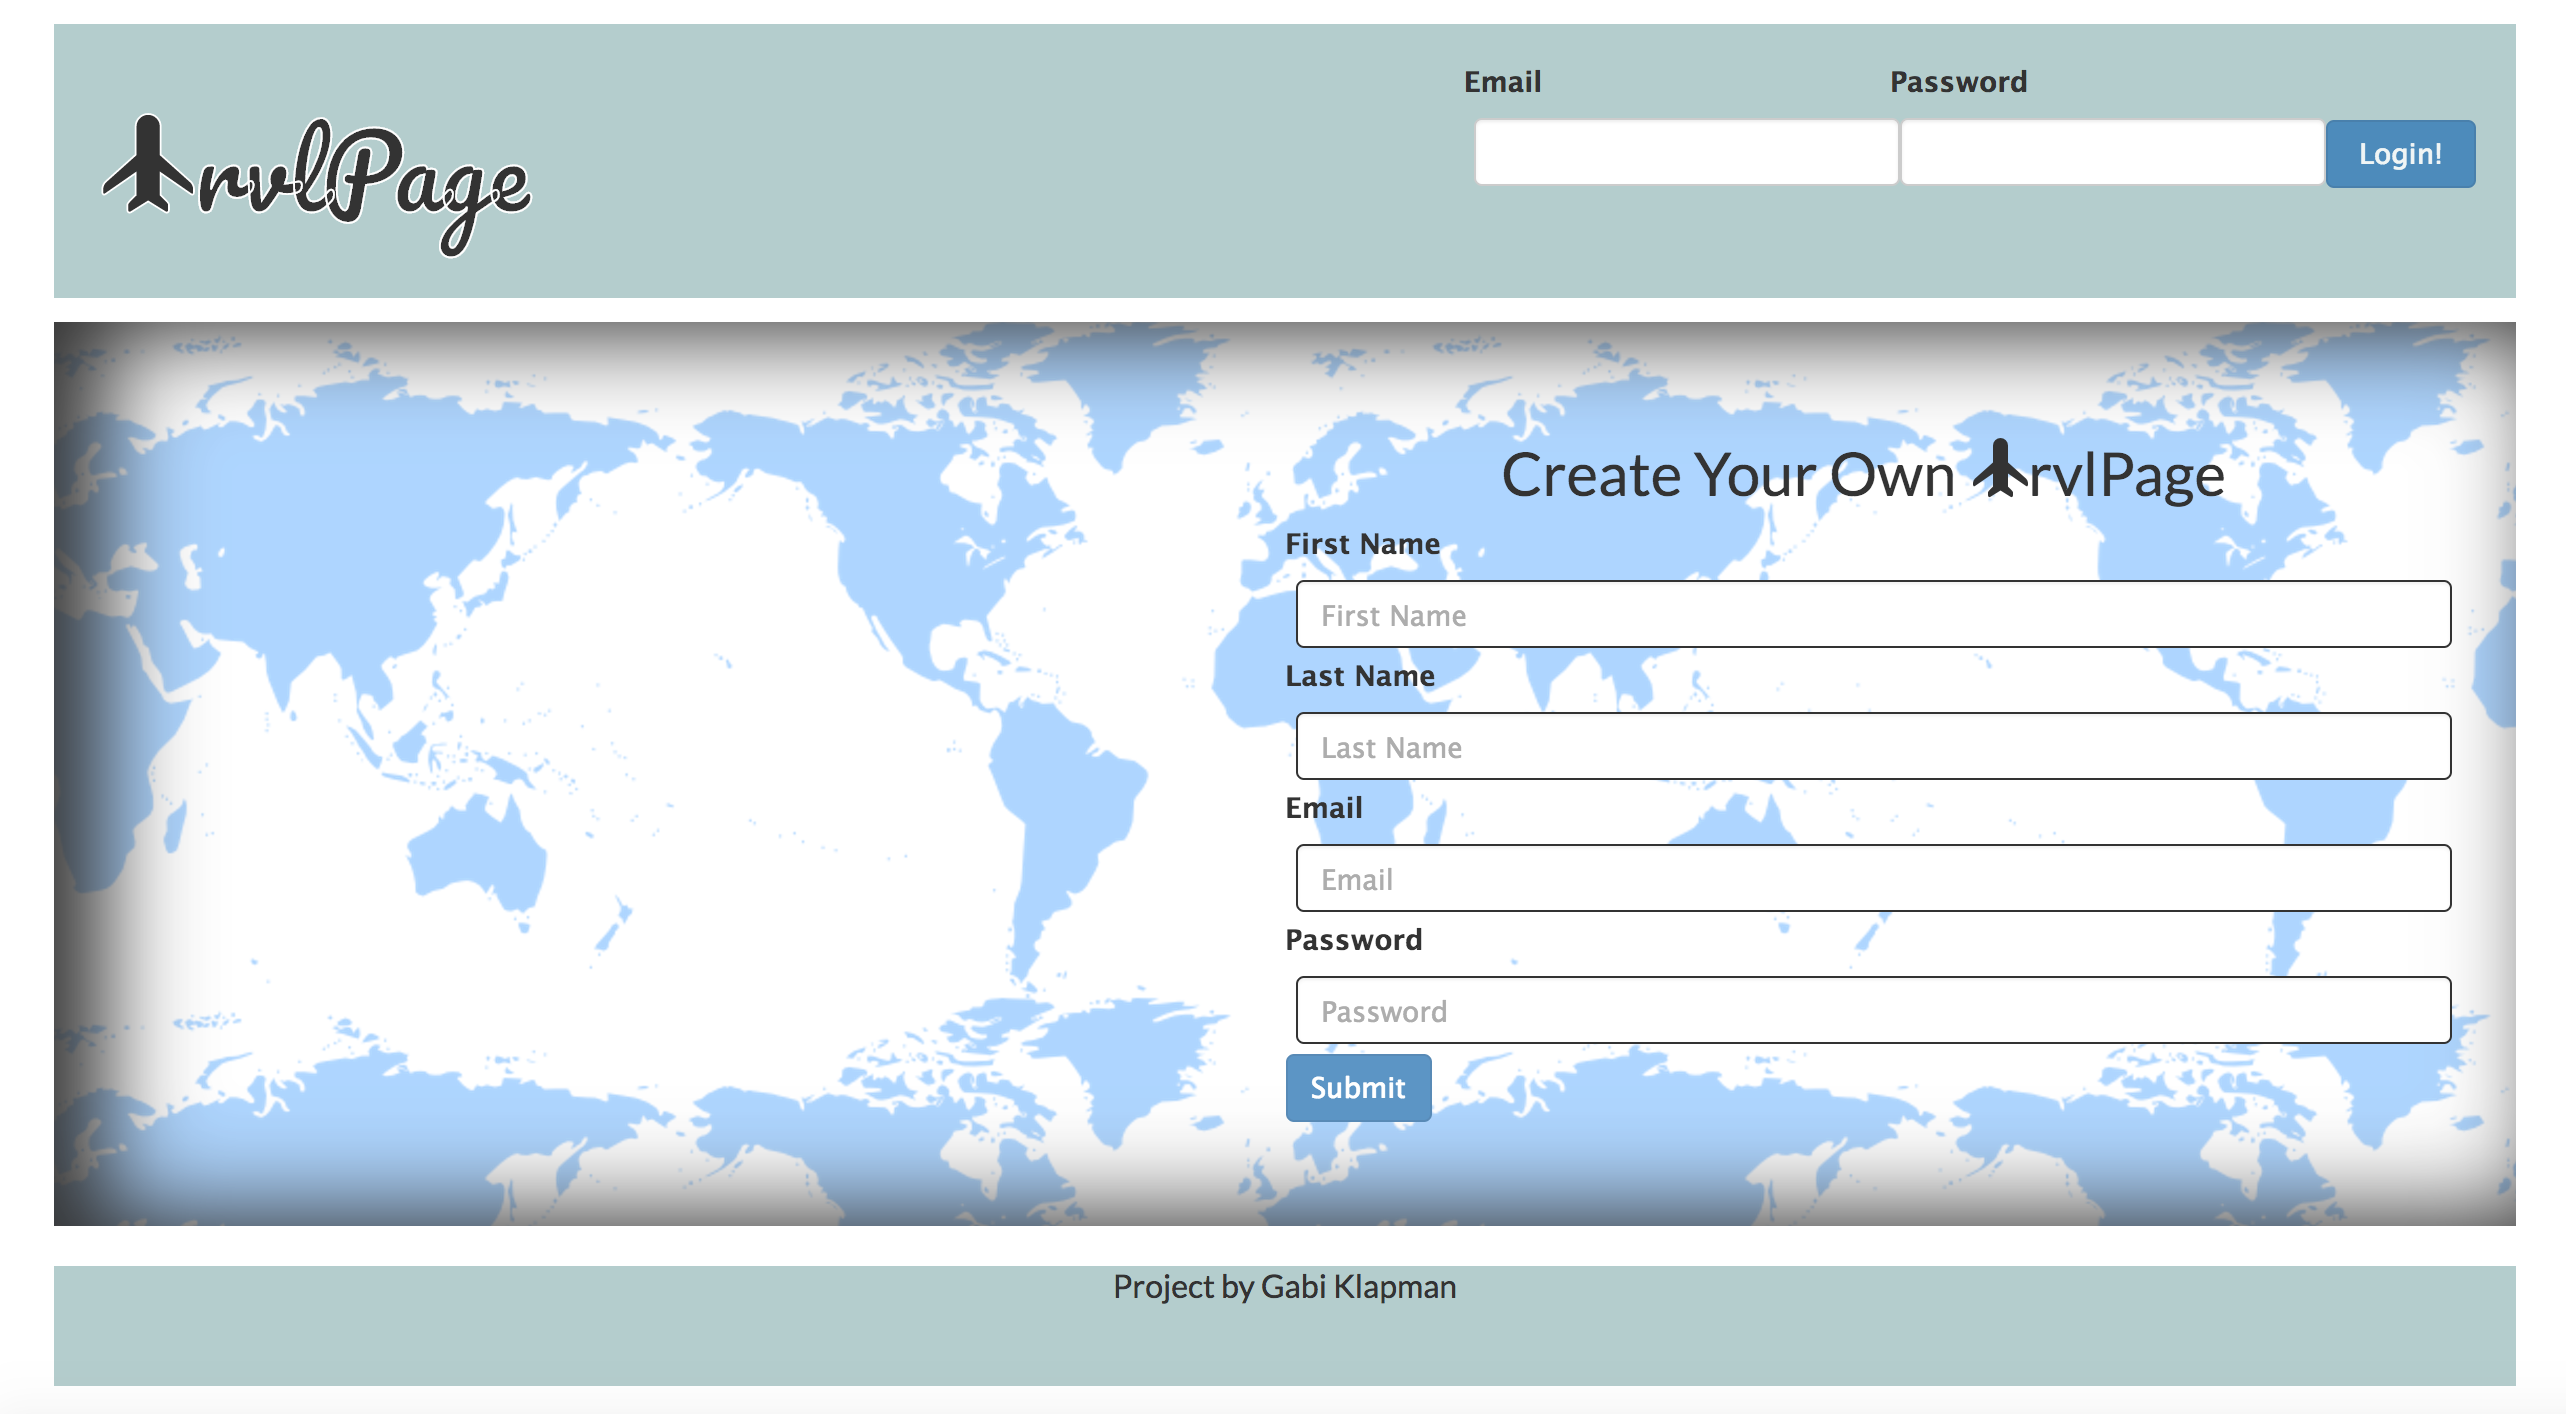 Email Password
rvlPage
Login!
Create Your Own rvlPage
First Name
First Name
Last Name
Last Name
Email
Email
Password
Password
Submit
Project by Gabi Klapman